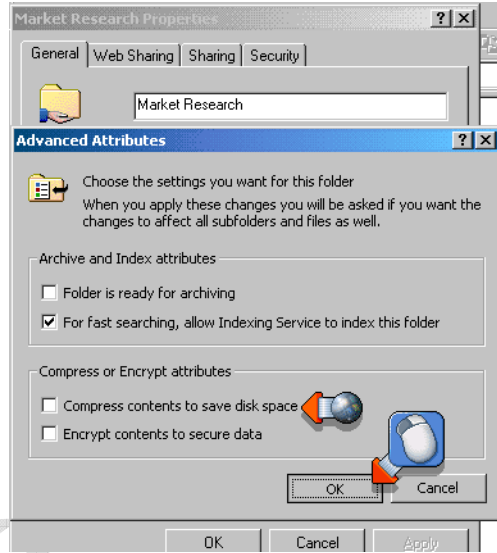 Market Research Properties
General Web Sharing Sharing Security
Market Research
Advanced Attributes
Choose the settings you want for this folder
When you apply these changes you will be asked if you want the
changes to affect all subfolders and files as well.
Archive and Index attributes
Folder is ready for archiving
For fast searching, allow Indexing Service to index this folder
Compress or Encrypt attributes
Compress contents to save disk space
Encrypt contents to secure data
OK Cancel
OK Cancel Apply